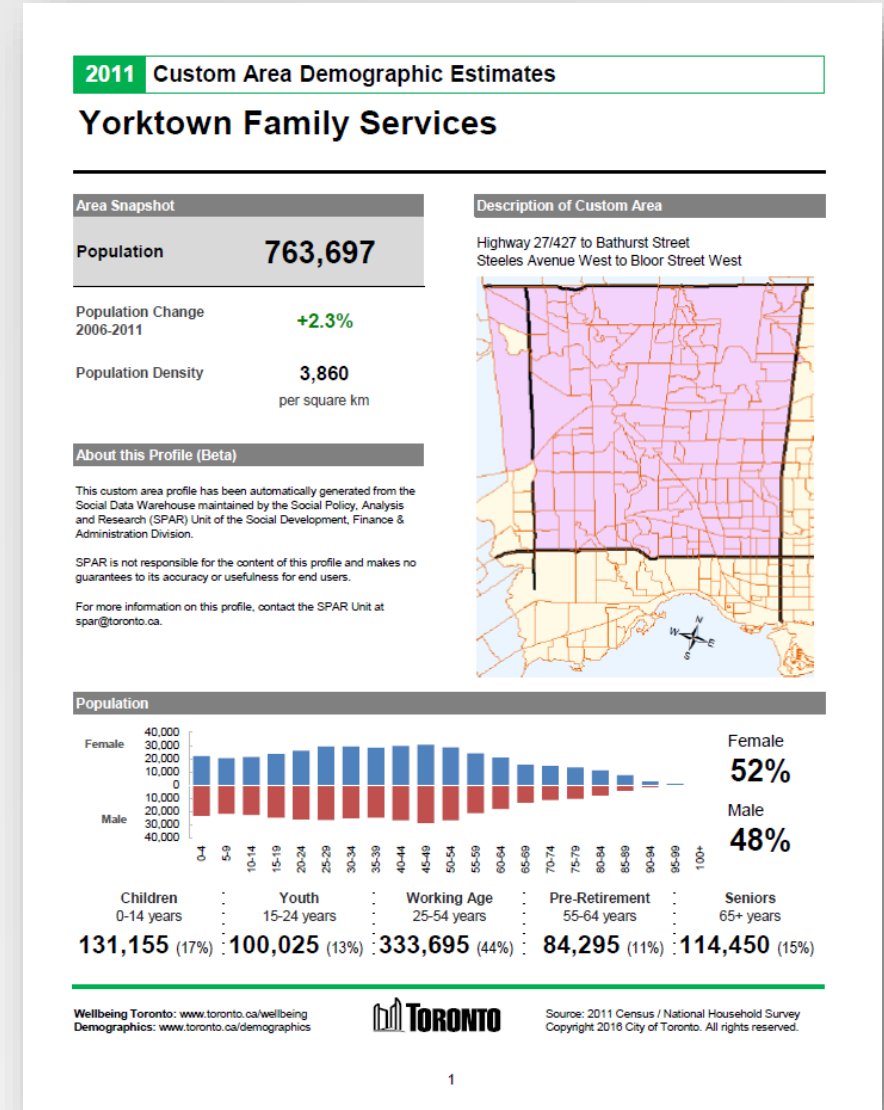 2011 Custom Area Demographic Estimates
Yorktown Family Services
Area Snapshot
Population 763,697
Population Change
2006-2011
+2.3%
Population Density 3,860
per square km
About this Profile (Beta)
This custom area profile has been automatically generated from the
Social Data Warehouse maintained by the Social Policy, Analysis
and Research (SPAR) Unit of the Social Development, Finance &
Administration Division.
SPAR is not responsible for the content of this profile and makes no
guarantees to its accuracy or usefulness for end users.
For more information on this profile, contact the SPAR Unit at
spar@toronto.ca.
Description of Custom Area
Highway 27/427 to Bathurst Street
Steeles Avenue West to Bloor Street West
N
W
E
S
Population
Female
Male
40,000
30,000
20,000
10,000
0
10,000
20,000
30,000
40,000
0-4
5-9
10-14
15-19
20-24
25-29
30-34
35-39
40-44
45-49
50-54
55-59
60-64
65-69
70-74
75-79
80-84
85-89
90-94
95-99
100+
Female
52%
Male
48%
Children
0-14 years
131,155 (17%)
Youth
15-24 years
100,025 (13%)
Working Age
25-54 years
333,695 (44%)
Pre-Retirement
55-64 years
84,295 (11%)
Seniors
65+ years
114,450 (15%)
Wellbeing Toronto: www.toronto.ca/wellbeing
Demographics: www.toronto.ca/demographics
TORONTO
Source: 2011 Census / National Household Survey
Copyright 2016 City of Toronto. All rights reserved.
1